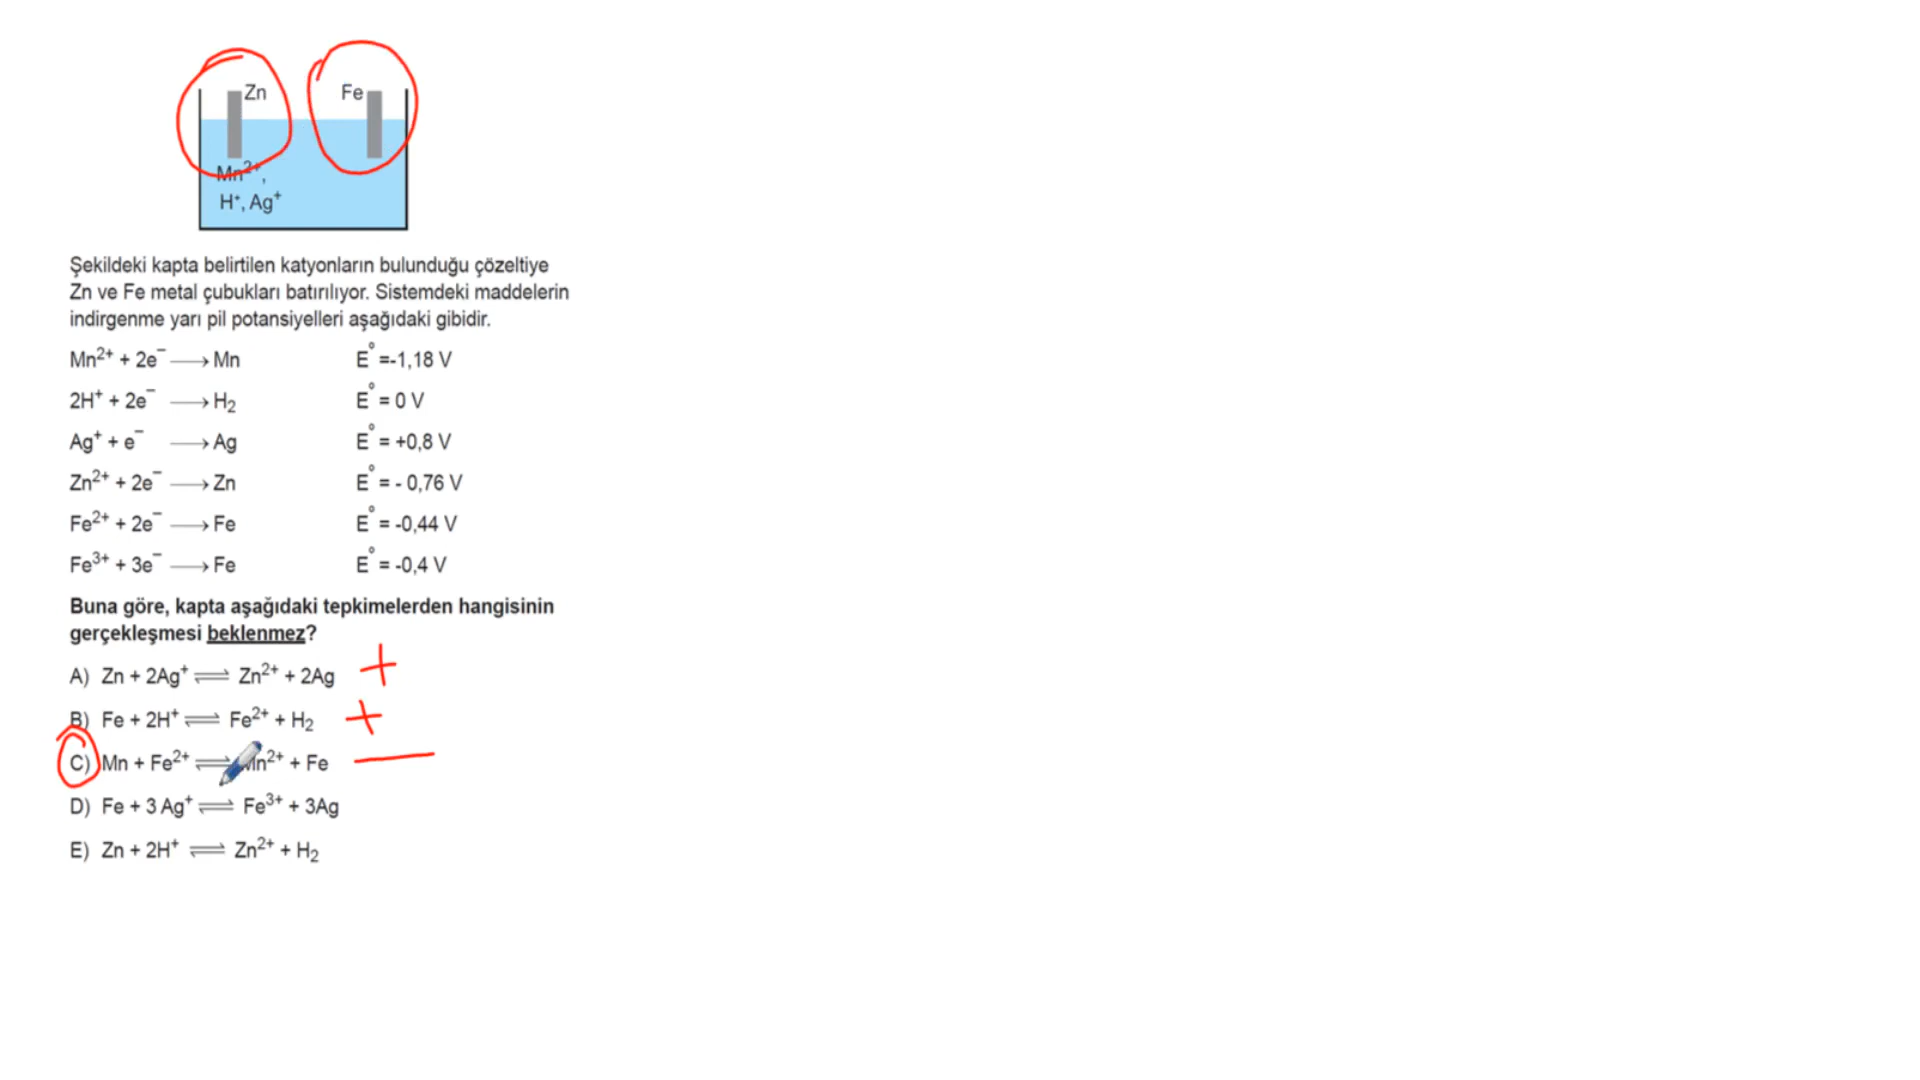 Zn Fe
Mn²⁺,
H⁺, Ag⁺
Şekildeki kapta belirtilen katyonların bulunduğu çözeltiye
Zn ve Fe metal çubukları batırılıyor. Sistemdeki maddelerin
indirgenme yarı pil potansiyelleri aşağıdaki gibidir.
Mn²⁺ + 2e⁻ ⟶ Mn E° =-1,18 V
2H⁺ + 2e⁻ ⟶ H₂ E° = 0 V
Ag⁺ + e⁻ ⟶ Ag E° = +0,8 V
Zn²⁺ + 2e⁻ ⟶ Zn E° = - 0,76 V
Fe²⁺ + 2e⁻ ⟶ Fe E° = -0,44 V
Fe³⁺ + 3e⁻ ⟶ Fe E° = -0,4 V
Buna göre, kapta aşağıdaki tepkimelerden hangisinin
gerçekleşmesi beklenmez?
A) Zn + 2Ag⁺ ⇌ Zn²⁺ + 2Ag +
B) Fe + 2H⁺ ⇌ Fe²⁺ + H₂ +
C) Mn + Fe²⁺ ⇌ Mn²⁺ + Fe —
D) Fe + 3 Ag⁺ ⇌ Fe³⁺ + 3Ag
E) Zn + 2H⁺ ⇌ Zn²⁺ + H₂